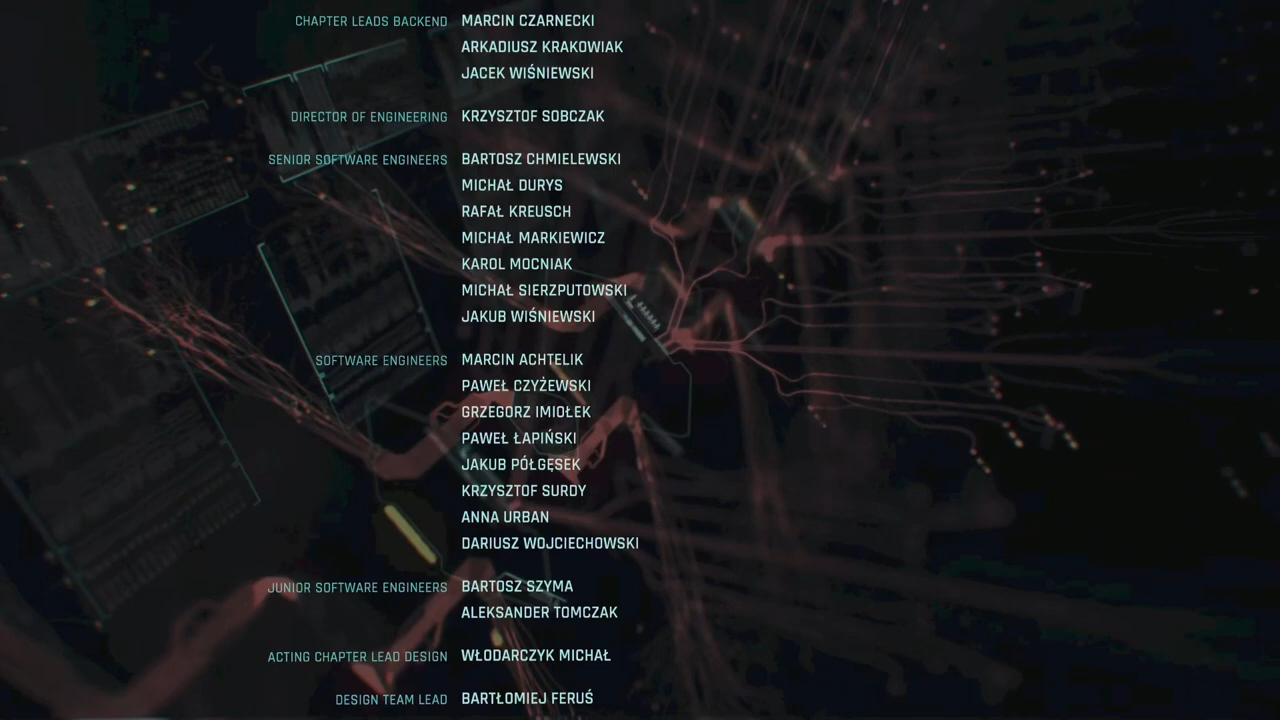 CHAPTER LEADS BACKEND MARCIN CZARNECKI
ARKADIUSZ KRAKOWIAK
JACEK WIŚNIEWSKI
DIRECTOR OF ENGINEERING KRZYSZTOF SOBCZAK
SENIOR SOFTWARE ENGINEERS BARTOSZ CHMIELEWSKI
MICHAŁ DURYS
RAFAŁ KREUSCH
MICHAŁ MARKIEWICZ
KAROL MOCNIAK
MICHAŁ SIERZPUTOWSKI
JAKUB WIŚNIEWSKI
SOFTWARE ENGINEERS MARCIN ACHTELIK
PAWEŁ CZYŻEWSKI
GRZEGORZ IMIOŁEK
PAWEŁ ŁAPIŃSKI
JAKUB PÓŁGĘSEK
KRZYSZTOF SURDY
ANNA URBAN
DARIUSZ WOJCIECHOWSKI
JUNIOR SOFTWARE ENGINEERS BARTOSZ SZYMA
ALEKSANDER TOMCZAK
ACTING CHAPTER LEAD DESIGN WŁODARCZYK MICHAŁ
DESIGN TEAM LEAD BARTŁOMIEJ FERUŚ